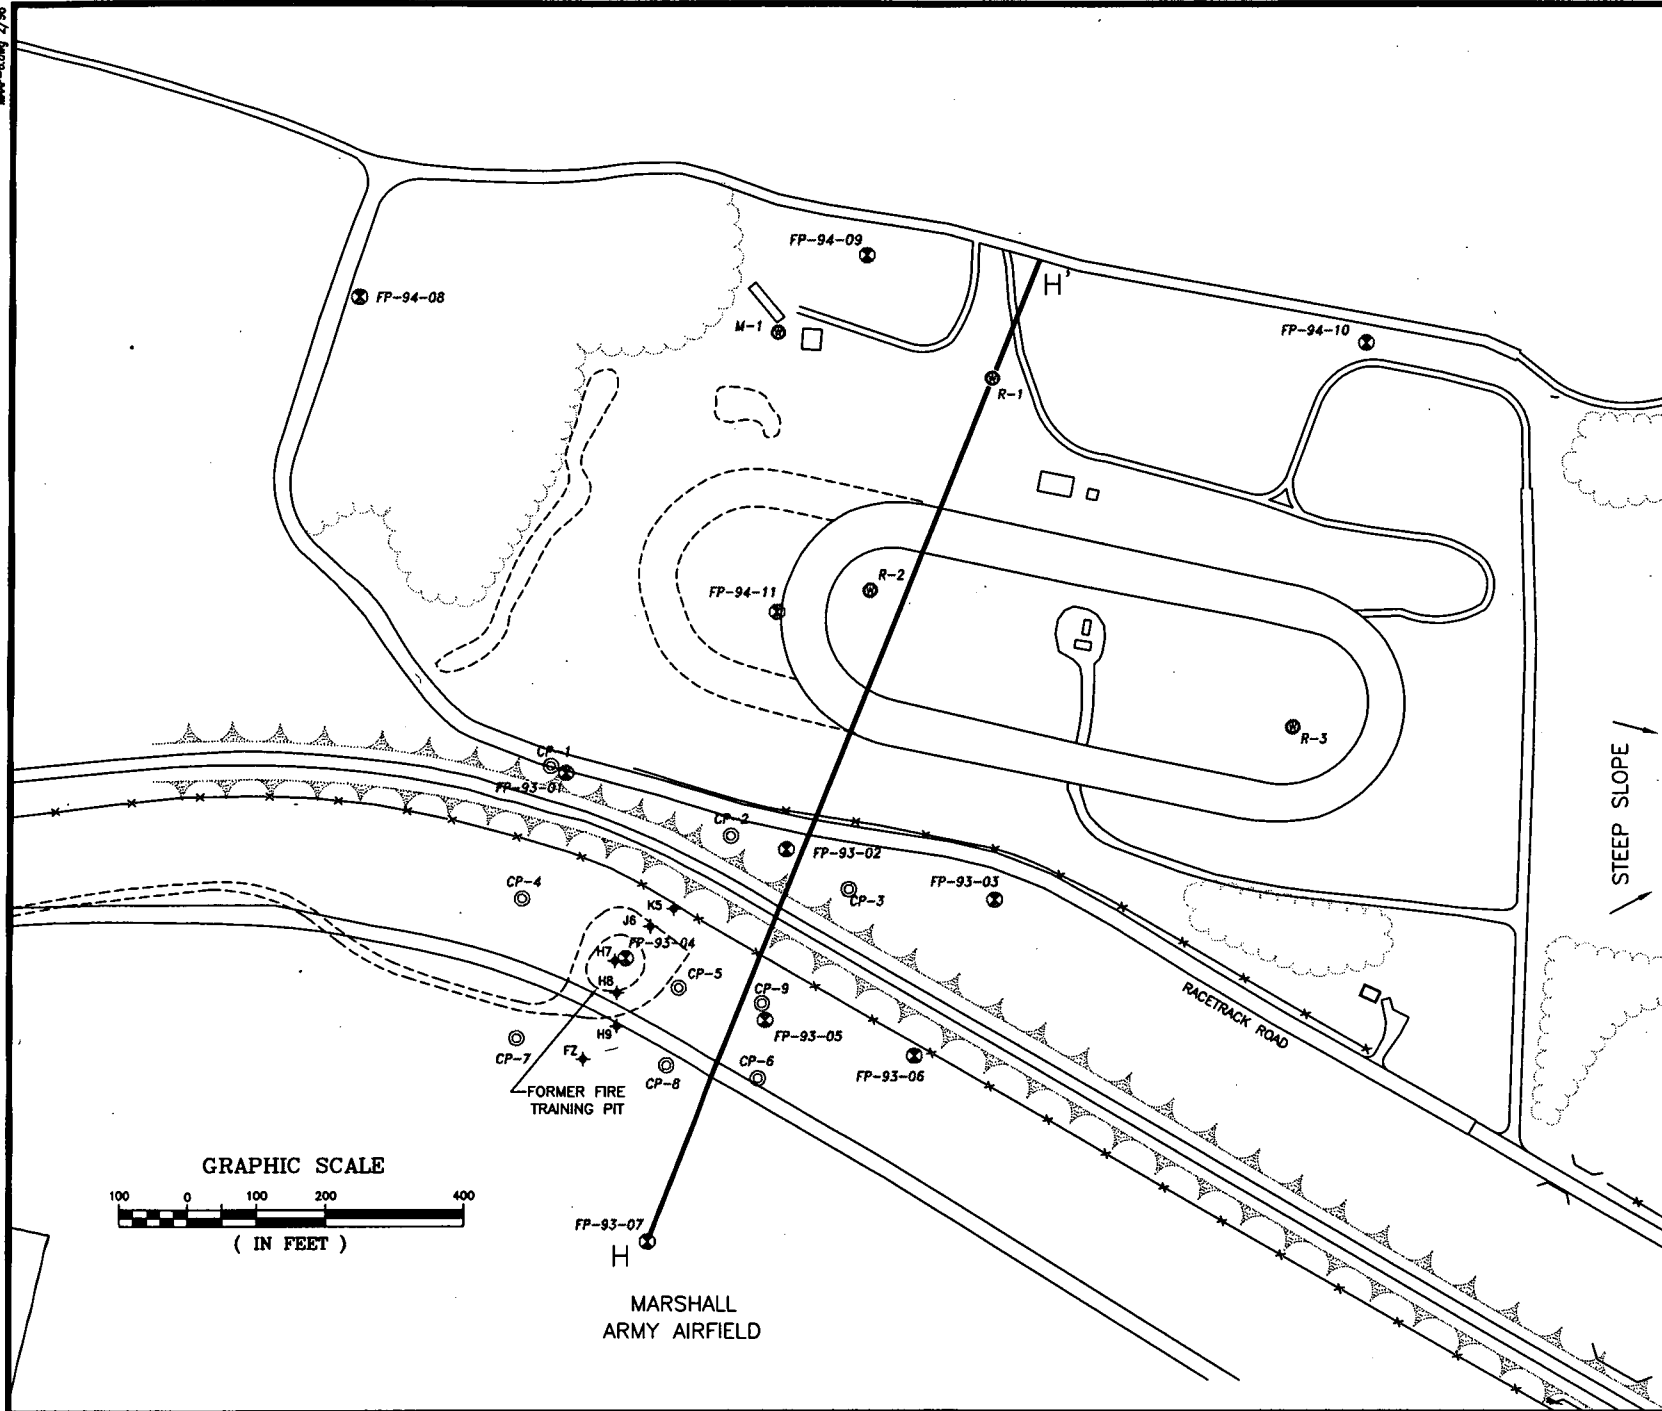 FP-94-09
FP-94-08
H'
M-1
FP-94-10
R-1
R-2
FP-94-11
R-3
STEEP SLOPE
CP-1
FP-93-01
CP-2
FP-93-02
CP-4
FP-93-03
CP-3
K5
J6
FP-93-04
H7
H8
CP-5
CP-9
RACETRACK ROAD
H9
FP-93-05
CP-7
FZ
CP-8
CP-6
FP-93-06
FORMER FIRE
TRAINING PIT
GRAPHIC SCALE
100 0 100 200 400
( IN FEET )
FP-93-07
H
MARSHALL
ARMY AIRFIELD